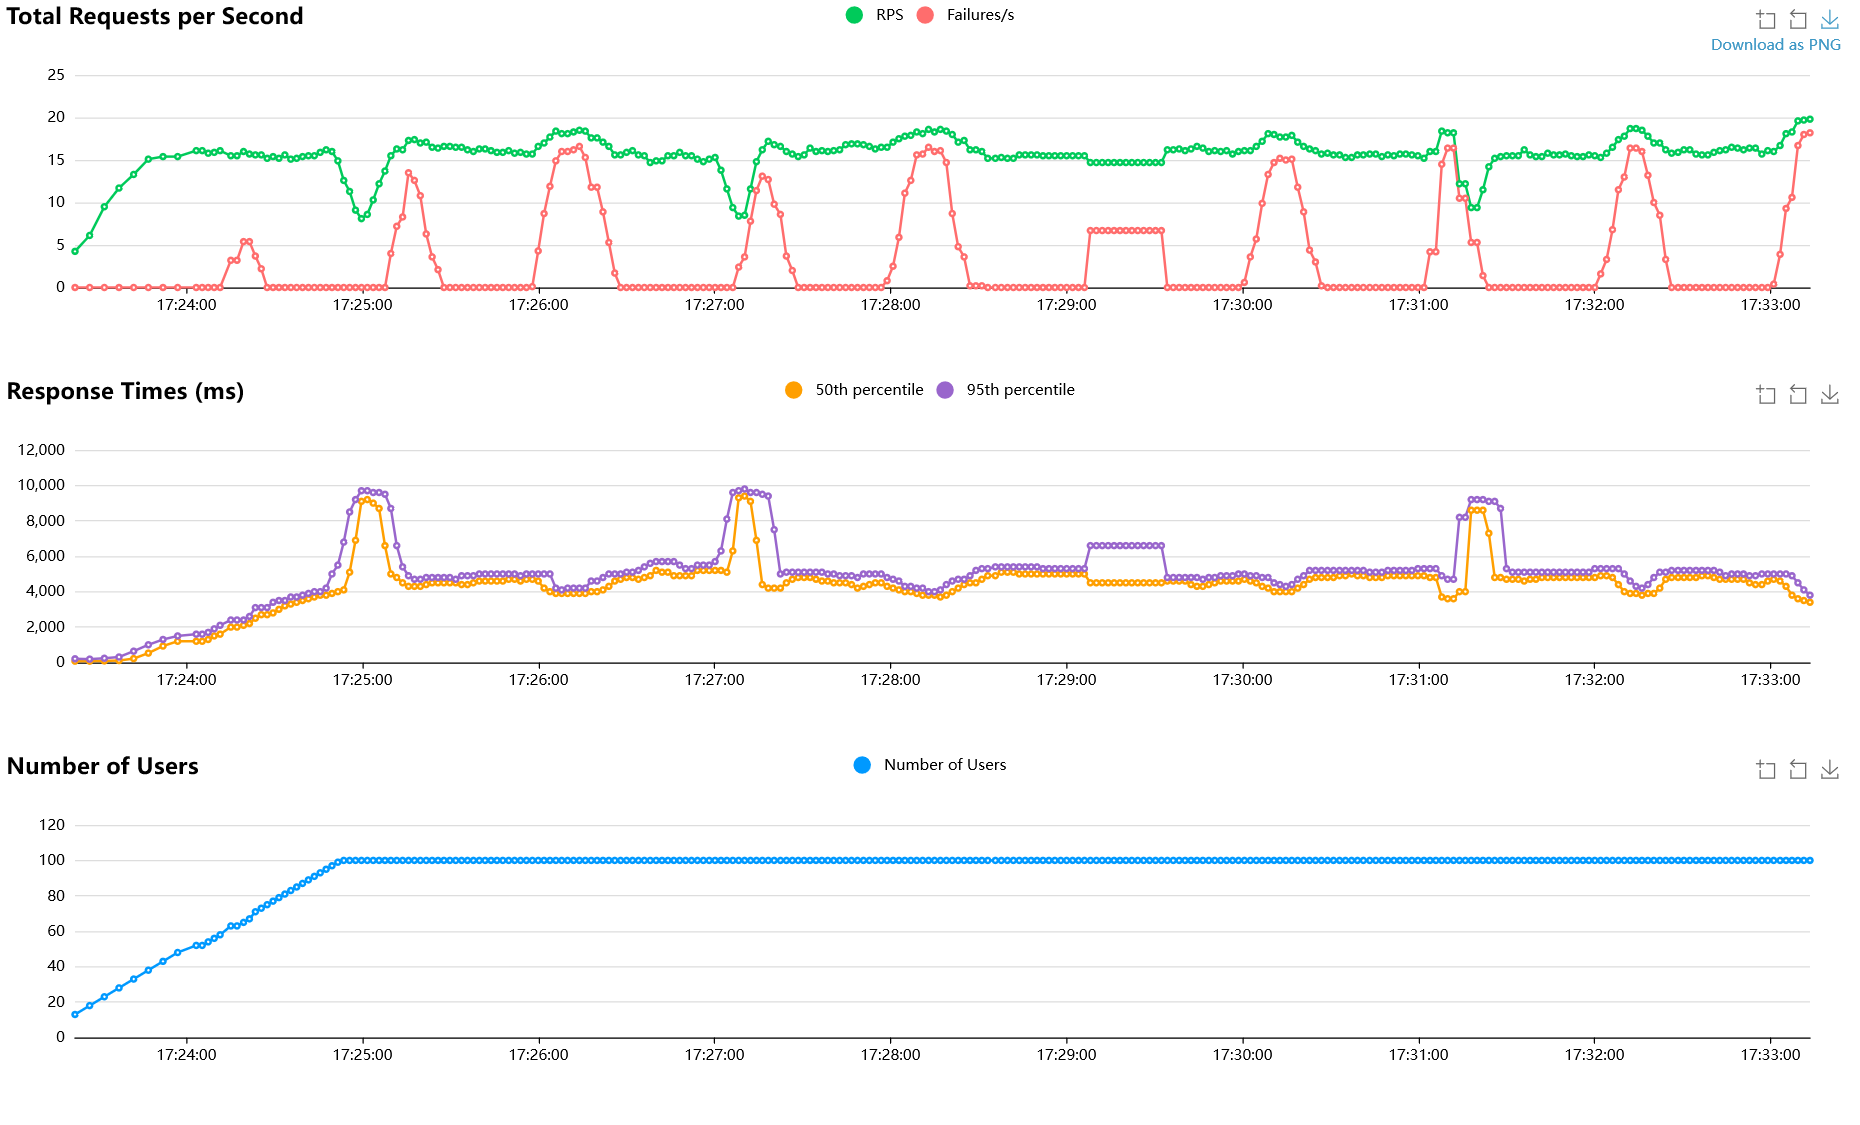 Total Requests per Second
RPS Failures/s
Download as PNG
25
20
15
10
5
0
17:24:00 17:25:00 17:26:00 17:27:00 17:28:00 17:29:00 17:30:00 17:31:00 17:32:00 17:33:00
Response Times (ms)
50th percentile 95th percentile
12,000
10,000
8,000
6,000
4,000
2,000
0
17:24:00 17:25:00 17:26:00 17:27:00 17:28:00 17:29:00 17:30:00 17:31:00 17:32:00 17:33:00
Number of Users
Number of Users
120
100
80
60
40
20
0
17:24:00 17:25:00 17:26:00 17:27:00 17:28:00 17:29:00 17:30:00 17:31:00 17:32:00 17:33:00